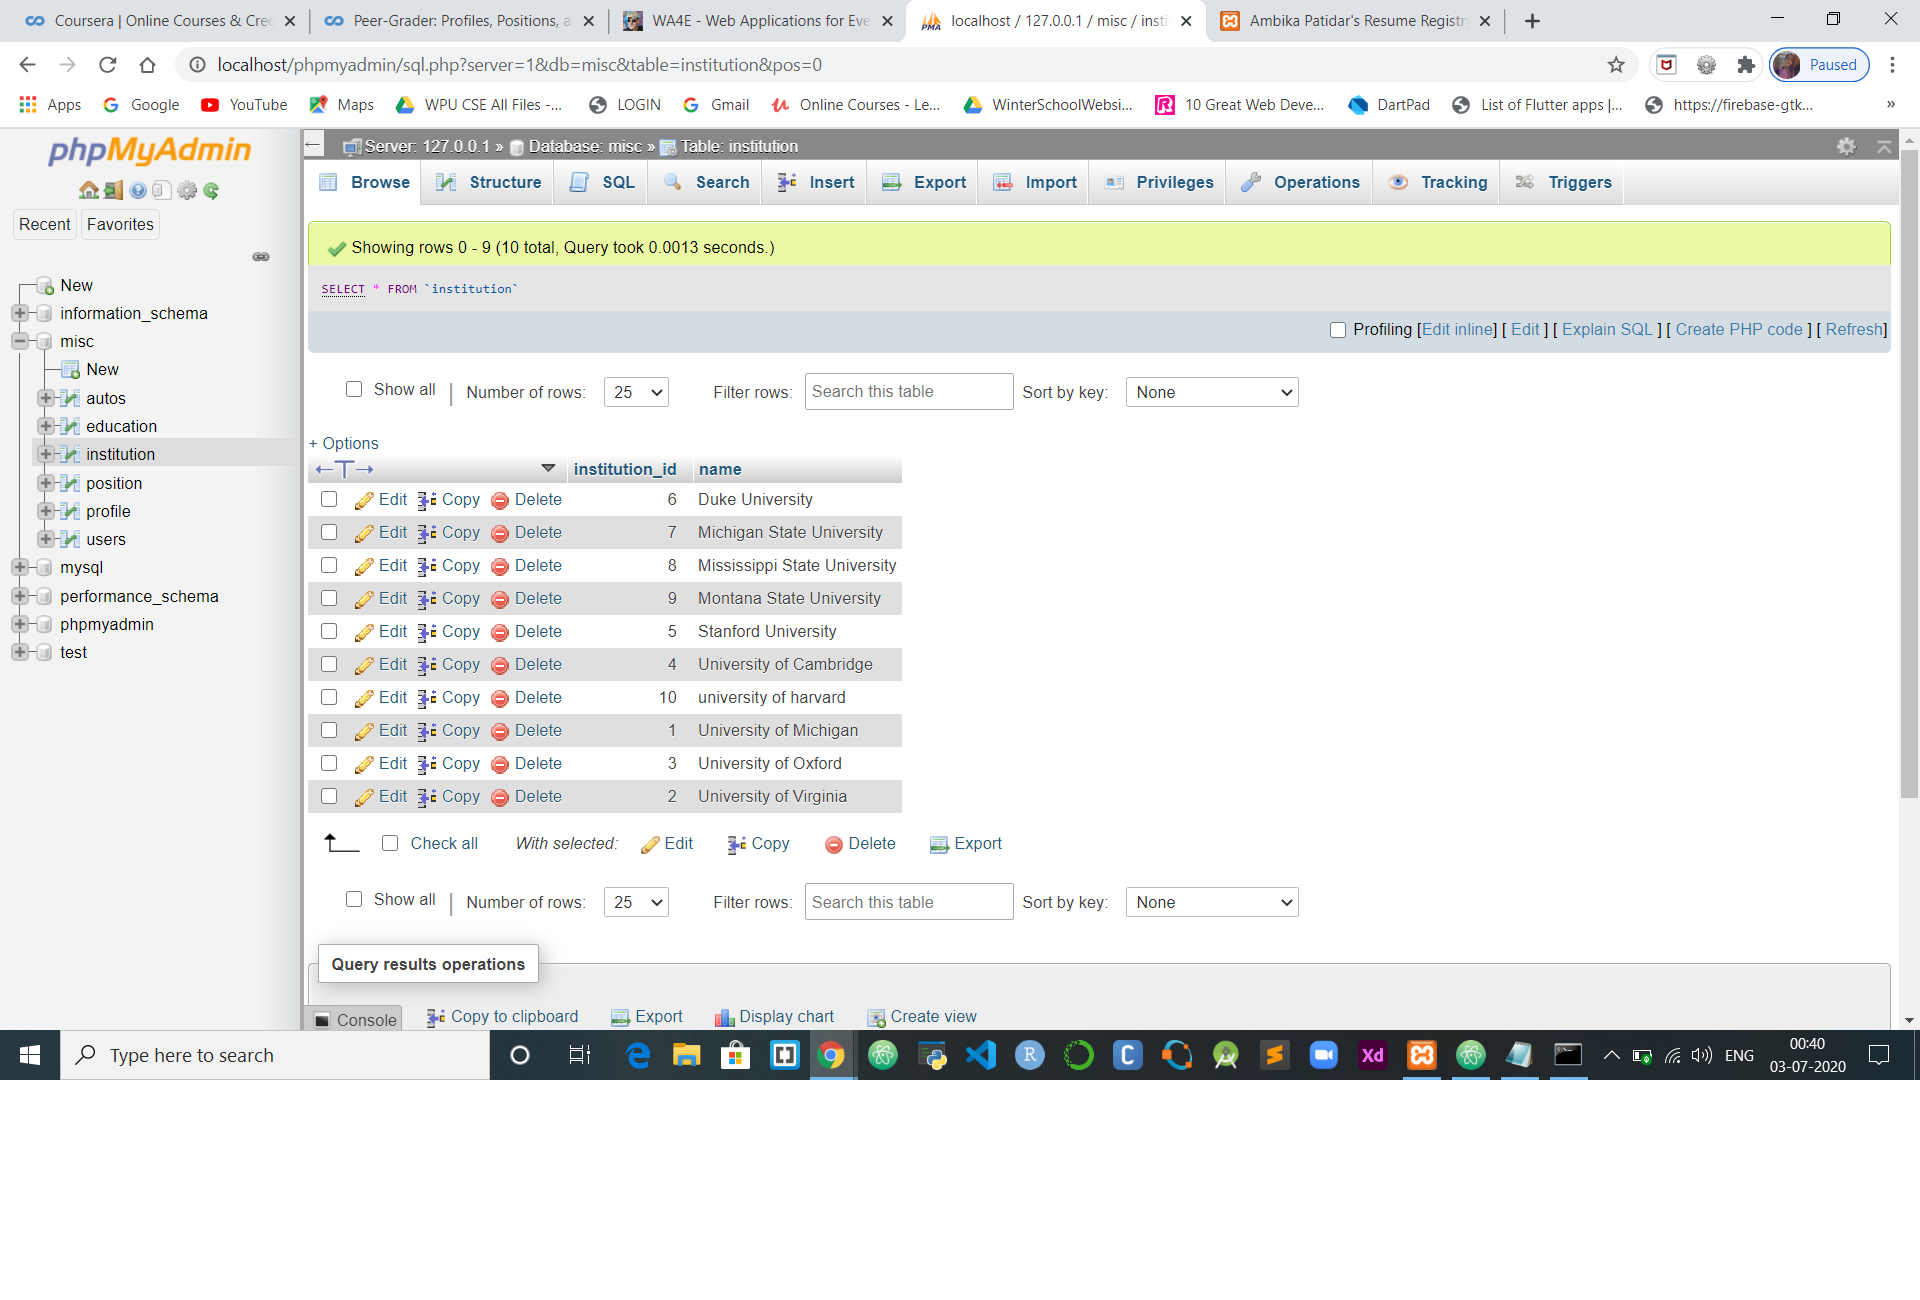 Coursera | Online Courses & Cre
Peer-Grader: Profiles, Positions, a
WA4E - Web Applications for Eve
localhost / 127.0.0.1 / misc / insti
Ambika Patidar's Resume Registr
localhost/phpmyadmin/sql.php?server=1&db=misc&table=institution&pos=0
Paused
Apps Google YouTube Maps WPU CSE All Files -... LOGIN Gmail Online Courses - Le... WinterSchoolWebsi... 10 Great Web Deve... DartPad List of Flutter apps |... https://firebase-gtk... »
phpMyAdmin
Recent Favorites
New
information_schema
misc
New
autos
education
institution
position
profile
users
mysql
performance_schema
phpmyadmin
test
Server: 127.0.0.1 » Database: misc » Table: institution
Browse Structure SQL Search Insert Export Import Privileges Operations Tracking Triggers
Showing rows 0 - 9 (10 total, Query took 0.0013 seconds.)
SELECT * FROM `institution`
Profiling [Edit inline] [ Edit ] [ Explain SQL ] [ Create PHP code ] [ Refresh]
Show all | Number of rows: 25 Filter rows: Search this table Sort by key: None
+ Options
←T→ institution_id name
Edit Copy Delete 6 Duke University
Edit Copy Delete 7 Michigan State University
Edit Copy Delete 8 Mississippi State University
Edit Copy Delete 9 Montana State University
Edit Copy Delete 5 Stanford University
Edit Copy Delete 4 University of Cambridge
Edit Copy Delete 10 university of harvard
Edit Copy Delete 1 University of Michigan
Edit Copy Delete 3 University of Oxford
Edit Copy Delete 2 University of Virginia
Check all With selected: Edit Copy Delete Export
Show all | Number of rows: 25 Filter rows: Search this table Sort by key: None
Query results operations
Console Copy to clipboard Export Display chart Create view
Type here to search
R
C
Xd
ENG
00:40
03-07-2020